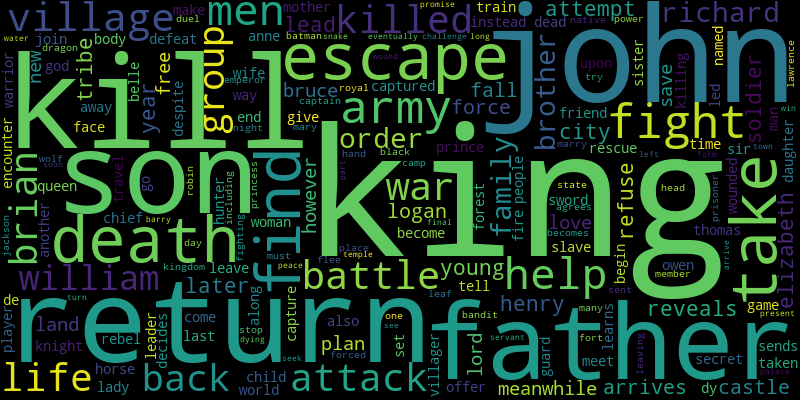 village
men
killed
attempt
train
richard
mother
make
duel
native
power
promise
water
join
dead
defeat
anne
batman
snake
instead
eventually
challenge
long
dragon
john
kill
escape
group
lead
tribe
new
body
god
warrior
belle
year
free
wife
bruce
captured
fall
brother
sister
save
killing
named
led
man
soldier
win
lawrence
emperor
royal
wound
try
upon
away
despite
way
captain
army
force
friend
city
fight
encounter
face
end
night
mary
give
order
prince
rescue
time
town
sir
daughter
son
king
queen
wolf
soon
travel
go
robin
hunter
including
princess
however
hand
black
camp
war
logan
become
forest
family
fire
people
marry
left
form
love
refuse
wounded
prisoner
take
brian
chief
another
jackson
barry
woman
fighting
part
final
sword
state
agrees
becomes
slave
head
thomas
arrive
death
find
day
must
place
flee
peace
temple
kingdom
leave
william
later
battle
young
tell
help
begin
owen
member
elizabeth
palace
de
land
player
knight
turn
return
father
along
capture
also
one
see
leaf
bandit
henry
many
sent
reveals
game
present
life
leader
rebel
decides
come
last
stop
dying
seek
set
plan
forced
villager
lord
servant
guard
fort
meet
learns
leaving
secret
sends
taken
lady
horse
back
child
world
attack
offer
meanwhile
arrives
dy
castle